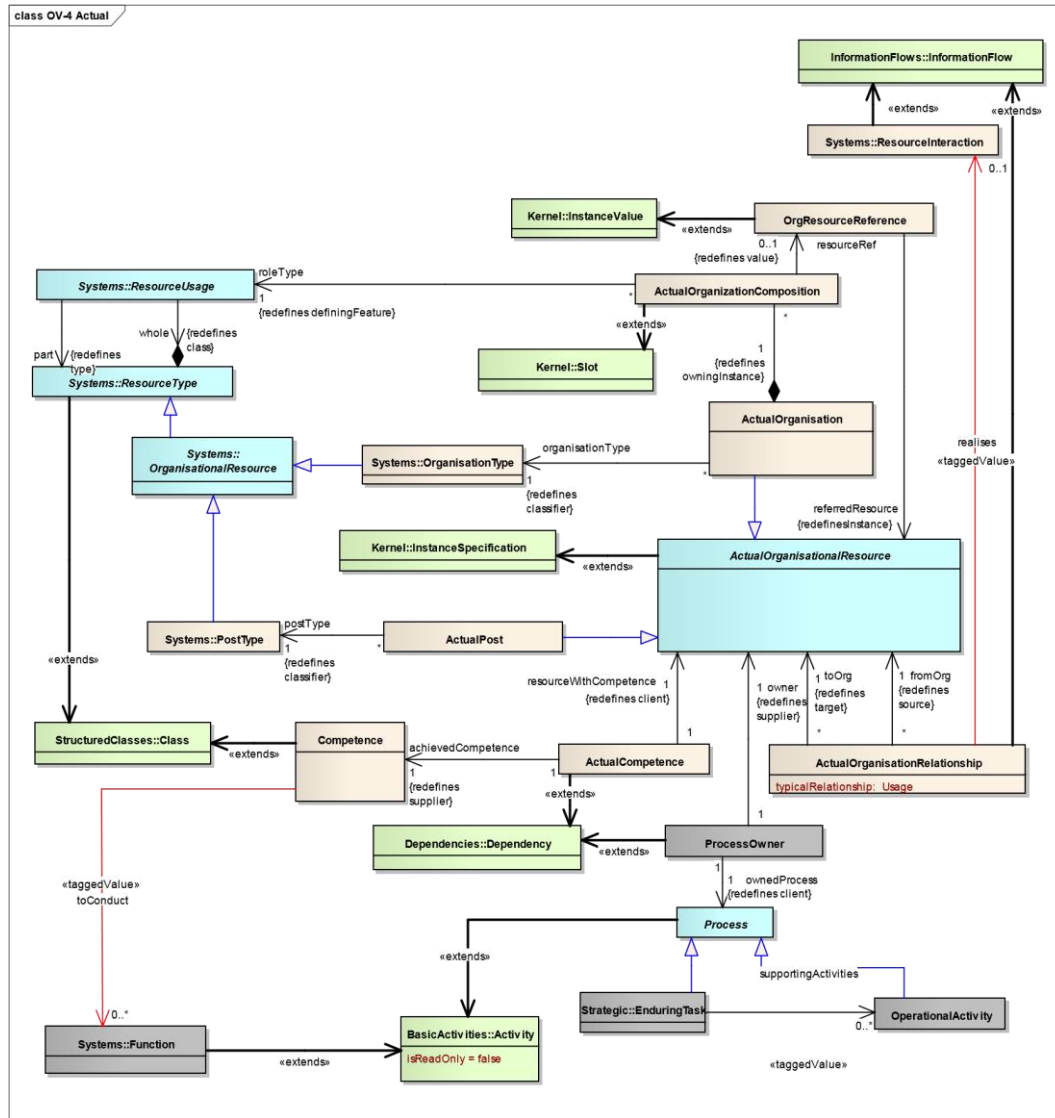 class OV-4 Actual
InformationFlows::InformationFlow
«extends»
«extends»
Systems::ResourceInteraction
0..1
Kernel::InstanceValue
«extends»
OrgResourceReference
0..1
{redefines value}
resourceRef
Systems::ResourceUsage
roleType
1
{redefines definingFeature}
*
ActualOrganizationComposition
*
«extends»
whole
{redefines
class}
part
{redefines
type}
Systems::ResourceType
Kernel::Slot
1
{redefines
owningInstance}
ActualOrganisation
realises
«taggedValue»
Systems::
OrganisationalResource
Systems::OrganisationType
organisationType
1
{redefines
classifier}
*
referredResource
{redefinesInstance}
Kernel::InstanceSpecification
«extends»
ActualOrganisationalResource
Systems::PostType
postType
1
{redefines
classifier}
*
ActualPost
«extends»
resourceWithCompetence
1
{redefines client}
1
owner
{redefines
supplier}
1
toOrg
{redefines
target}
*
1
fromOrg
{redefines
source}
*
StructuredClasses::Class
«extends»
Competence
achievedCompetence
1
{redefines
supplier}
1
ActualCompetence
1
«extends»
ActualOrganisationRelationship
typicalRelationship: Usage
Dependencies::Dependency
«extends»
1
ProcessOwner
1
1
ownedProcess
{redefines client}
«taggedValue»
toConduct
Process
«extends»
supportingActivities
0..*
Systems::Function
«extends»
BasicActivities::Activity
isReadOnly = false
Strategic::EnduringTask
0..*
OperationalActivity
«taggedValue»